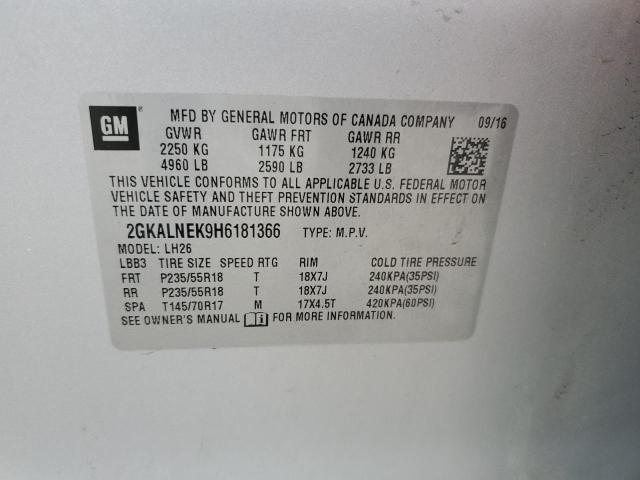 GM ® MFD BY GENERAL MOTORS OF CANADA COMPANY 09/16
GVWR GAWR FRT GAWR RR
2250 KG 1175 KG 1240 KG
4960 LB 2590 LB 2733 LB
THIS VEHICLE CONFORMS TO ALL APPLICABLE U.S. FEDERAL MOTOR
VEHICLE SAFETY AND THEFT PREVENTION STANDARDS IN EFFECT ON
THE DATE OF MANUFACTURE SHOWN ABOVE.
2GKALNEK9H6181366 TYPE: M.P.V.
MODEL: LH26
LBB3 TIRE SIZE SPEED RTG RIM COLD TIRE PRESSURE
FRT P235/55R18 T 18X7J 240KPA(35PSI)
RR P235/55R18 T 18X7J 240KPA(35PSI)
SPA T145/70R17 M 17X4.5T 420KPA(60PSI)
SEE OWNER'S MANUAL i FOR MORE INFORMATION.